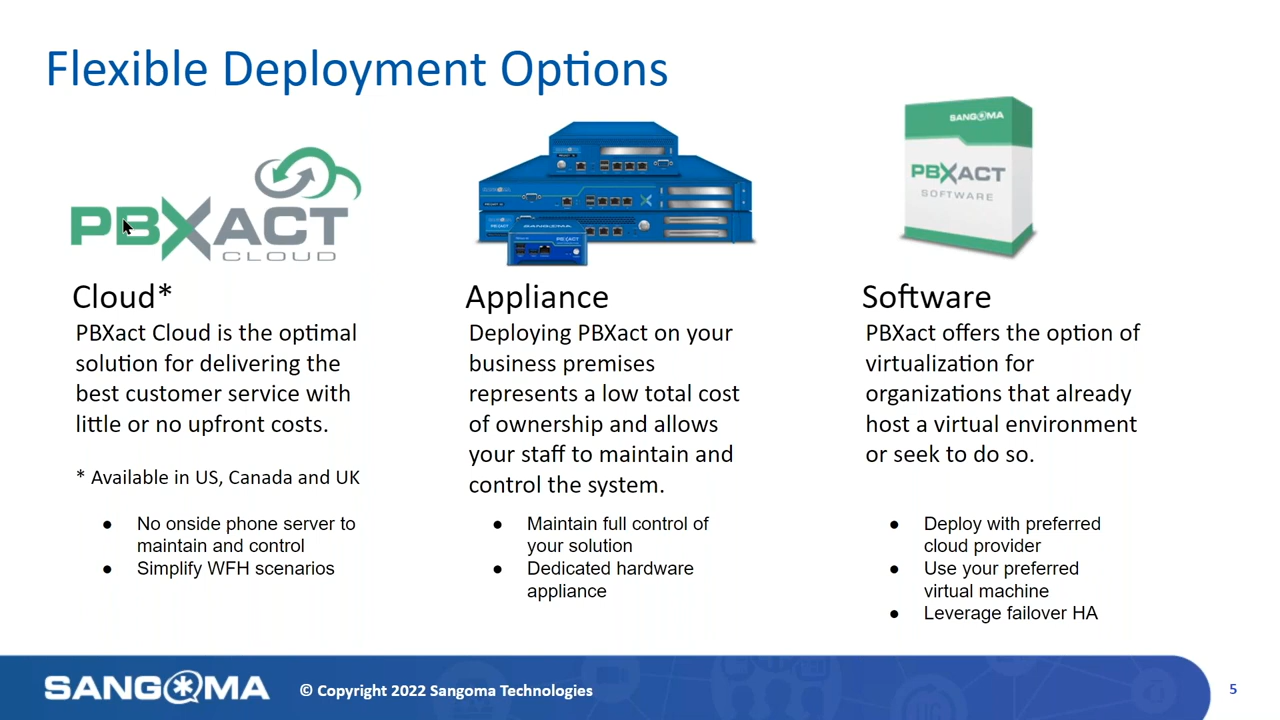 Flexible Deployment Options
PBXACT
CLOUD
SANGOMA
SANGOMA
PBXACT
SOFTWARE
Cloud*
PBXact Cloud is the optimal
solution for delivering the
best customer service with
little or no upfront costs.
* Available in US, Canada and UK
● No onside phone server to
maintain and control
● Simplify WFH scenarios
Appliance
Deploying PBXact on your
business premises
represents a low total cost
of ownership and allows
your staff to maintain and
control the system.
● Maintain full control of
your solution
● Dedicated hardware
appliance
Software
PBXact offers the option of
virtualization for
organizations that already
host a virtual environment
or seek to do so.
● Deploy with preferred
cloud provider
● Use your preferred
virtual machine
● Leverage failover HA
SANGOMA
© Copyright 2022 Sangoma Technologies
5